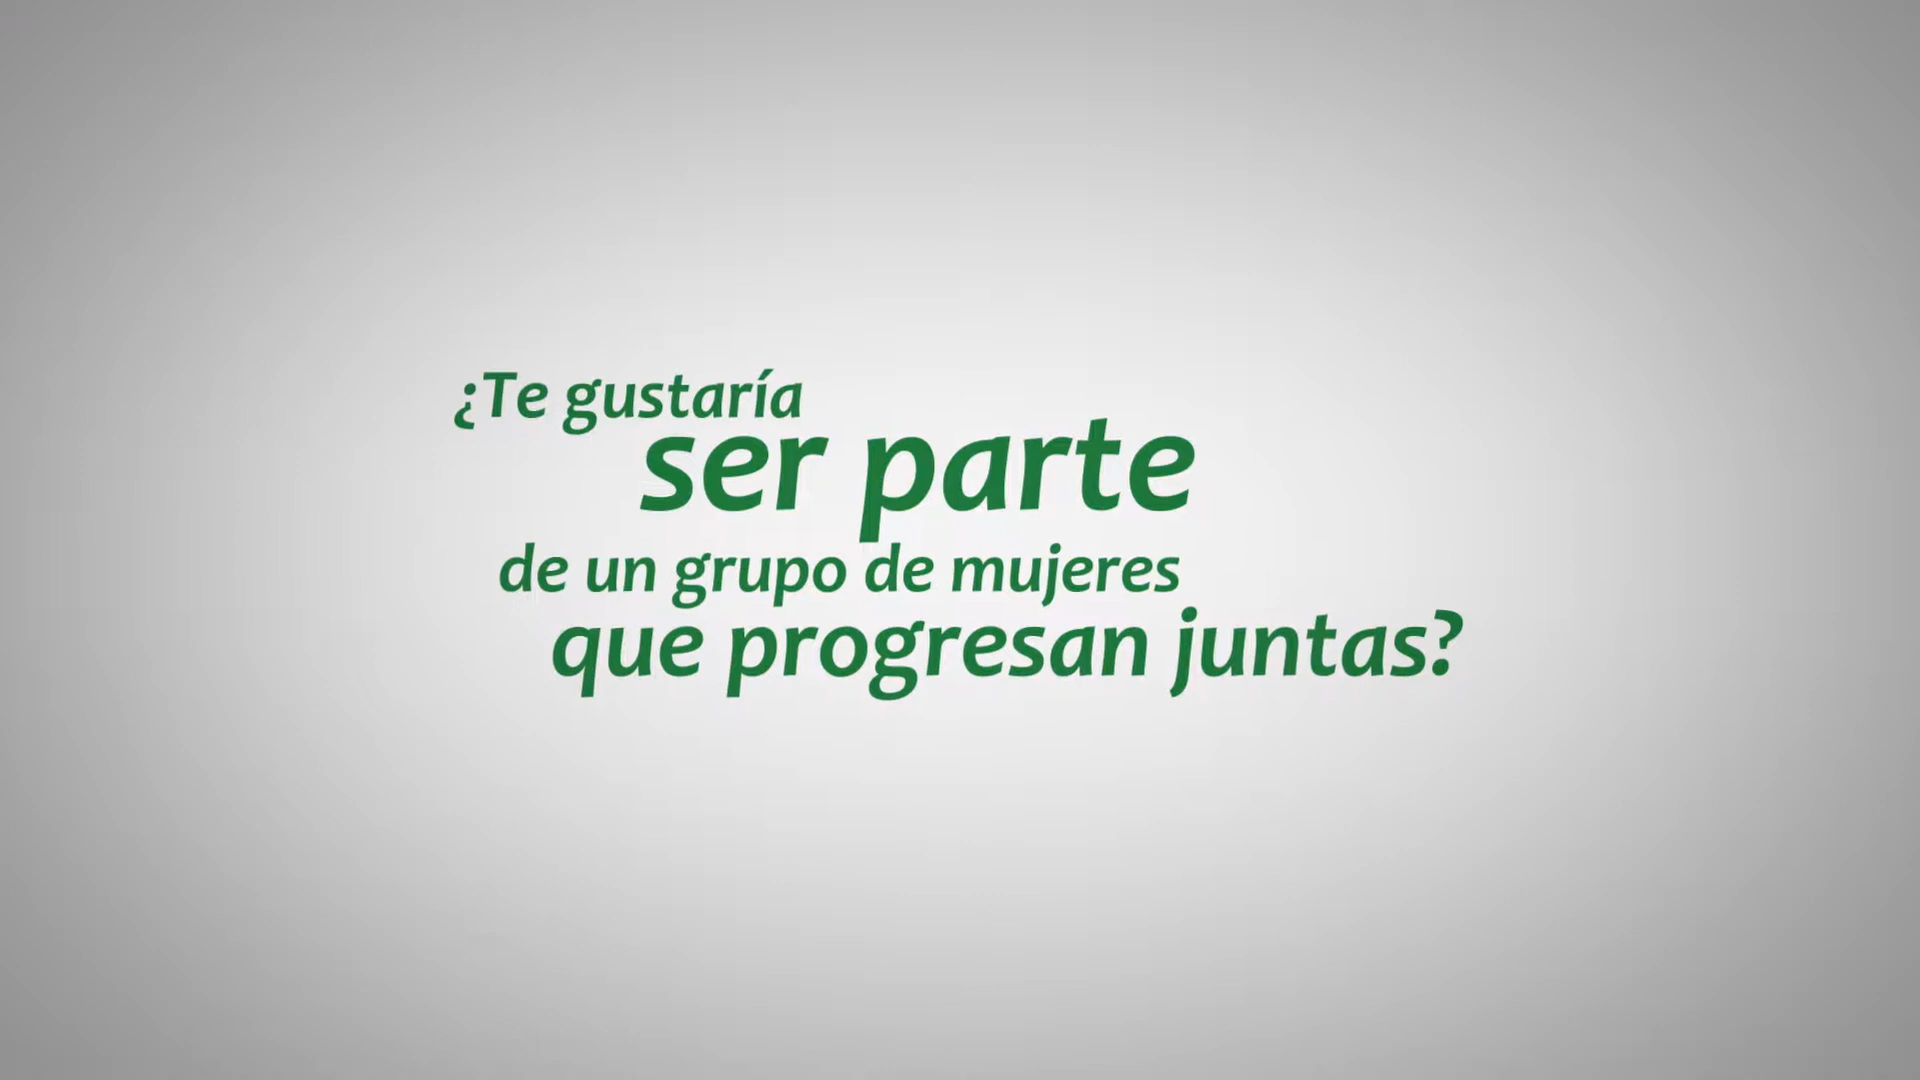 ¿Te gustaría
ser parte
de un grupo de mujeres
que progresan juntas?